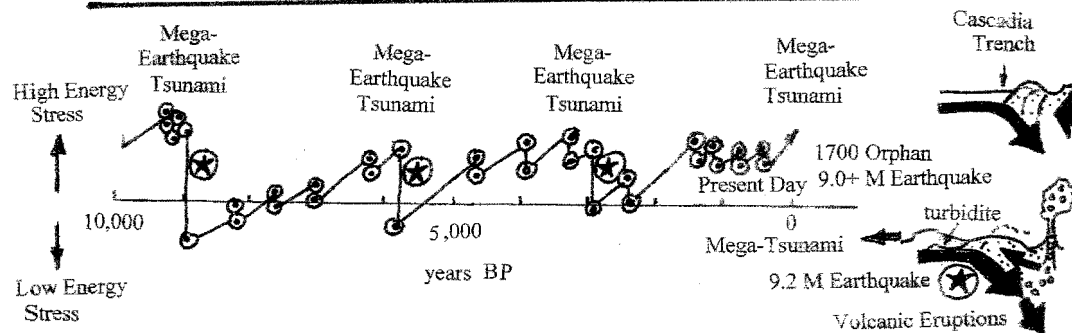 Mega-
Earthquake
Tsunami
Mega-
Earthquake
Tsunami
Mega-
Earthquake
Tsunami
Mega-
Earthquake
Tsunami
Cascadia
Trench
High Energy
Stress
10,000
5,000
0
years BP
Low Energy
Stress
Present Day
1700 Orphan
9.0+ M Earthquake
turbidite
Mega-Tsunami
9.2 M Earthquake
Volcanic Eruptions